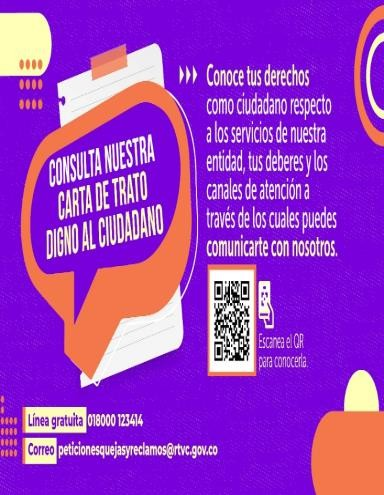 CONSULTA NUESTRA
CARTA DE TRATO
DIGNO AL CIUDADANO
Conoce tus derechos
como ciudadano respecto
a los servicios de nuestra
entidad, tus deberes y los
canales de atención a
través de los cuales puedes
comunicarte con nosotros.
Escanea el QR
para conocerla.
Línea gratuita 018000 123414
Correo peticionesquejasyreclamos@rtvc.gov.co